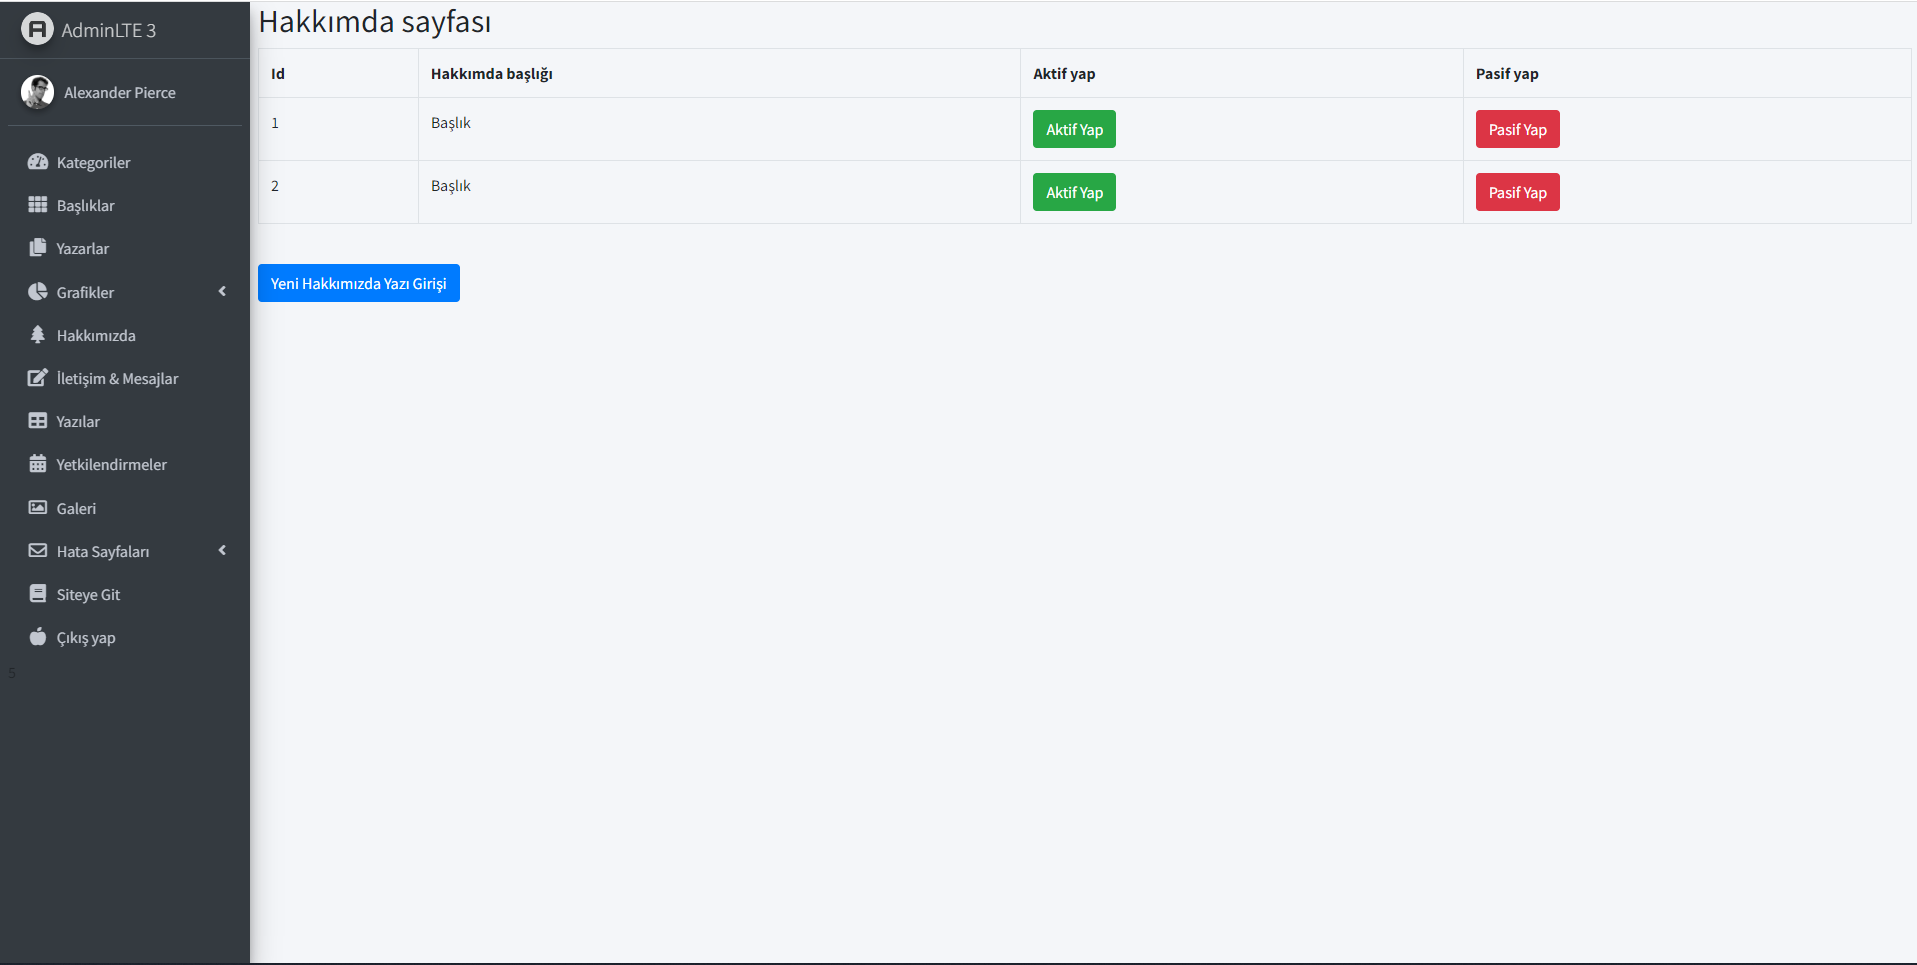 AdminLTE 3
Alexander Pierce
Kategoriler
Başlıklar
Yazarlar
Grafikler
Hakkımızda
İletişim & Mesajlar
Yazılar
Yetkilendirmeler
Galeri
Hata Sayfaları
Siteye Git
Çıkış yap
5
Hakkımda sayfası
Id Hakkımda başlığı Aktif yap Pasif yap
1 Başlık Aktif Yap Pasif Yap
2 Başlık Aktif Yap Pasif Yap
Yeni Hakkımızda Yazı Girişi